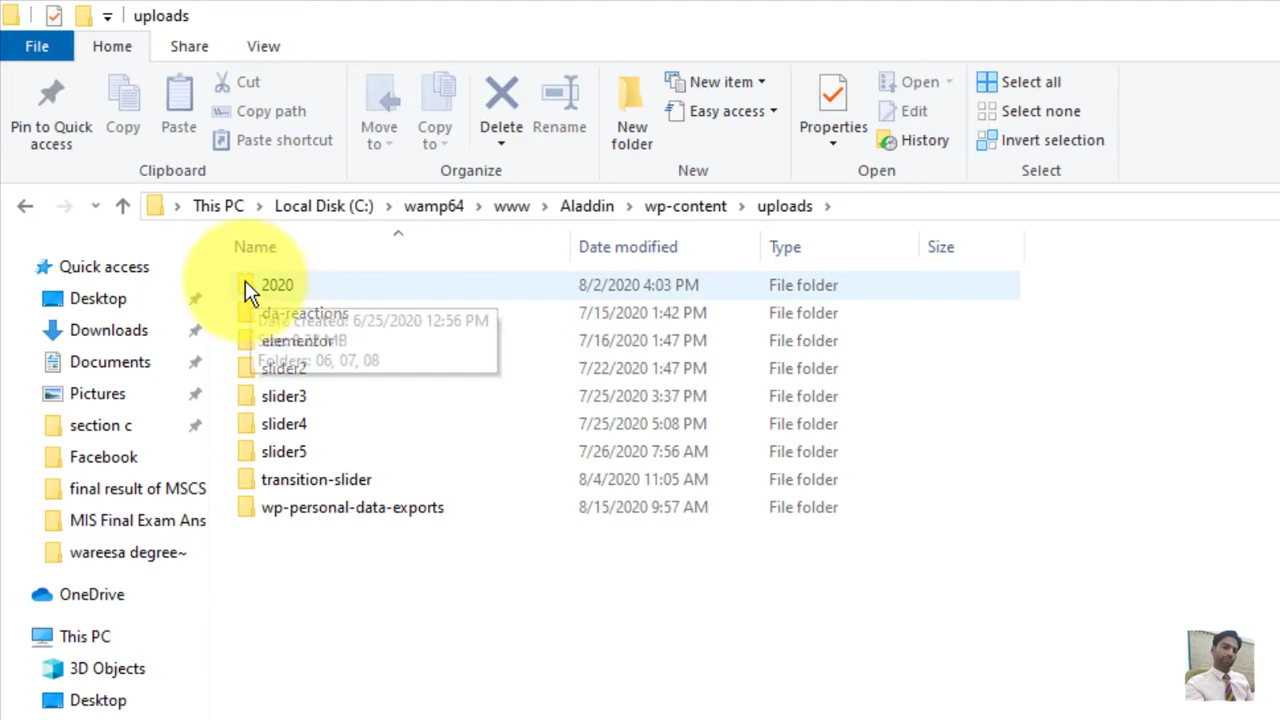 uploads
File Home Share View
Pin to Quick access
Copy
Paste
Cut
Copy path
Paste shortcut
Clipboard
Move to
Copy to
Delete
Rename
Organize
New folder
New item
Easy access
New
Properties
Open
Edit
History
Open
Select all
Select none
Invert selection
Select
This PC > Local Disk (C:) > wamp64 > www > Aladdin > wp-content > uploads >
Name Date modified Type Size
2020 8/2/2020 4:03 PM File folder
da-reactions 7/15/2020 1:42 PM File folder
elementor 7/16/2020 1:47 PM File folder
slider2 7/22/2020 1:47 PM File folder
slider3 7/25/2020 3:37 PM File folder
slider4 7/25/2020 5:08 PM File folder
slider5 7/26/2020 7:56 AM File folder
transition-slider 8/4/2020 11:05 AM File folder
wp-personal-data-exports 8/15/2020 9:57 AM File folder
Date created: 6/25/2020 12:56 PM
MB
Folders: 06, 07, 08
Quick access
Desktop
Downloads
Documents
Pictures
section c
Facebook
final result of MSCS
MIS Final Exam Ans
wareesa degree~
OneDrive
This PC
3D Objects
Desktop